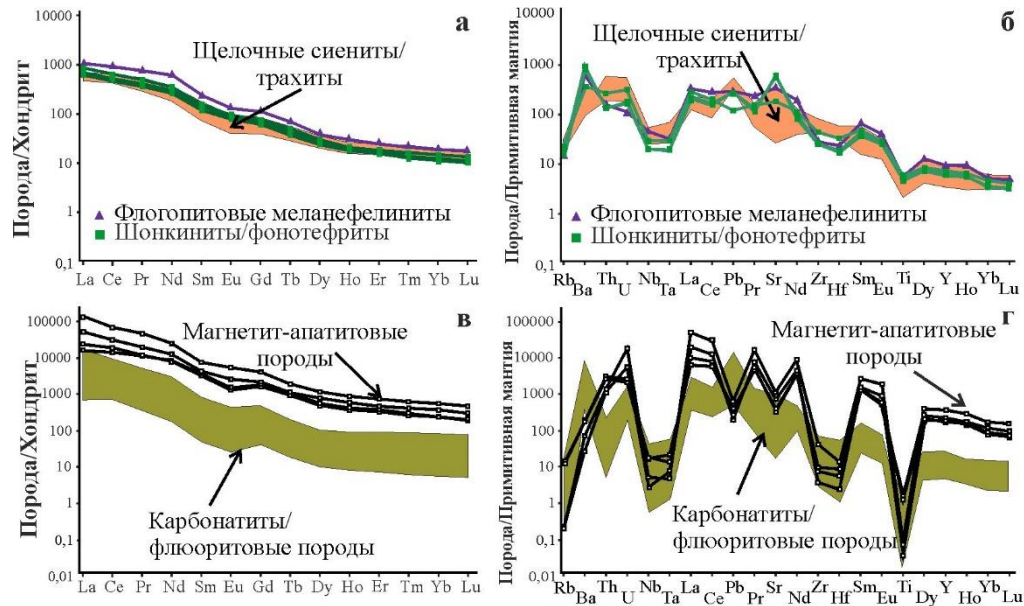 а
Порода/Хондрит
10000
1000
100
10
1
0,1
Щелочные сиениты/
трахиты
Флогопитовые меланефелиниты
Шонкиниты/фонотефриты
La Ce Pr Nd Sm Eu Gd Tb Dy Ho Er Tm Yb Lu
б
Порода/Примитивная мантия
10000
1000
100
10
1
0,1
Щелочные сиениты/
трахиты
Флогопитовые меланефелиниты
Шонкиниты/фонотефриты
Rb Ba Th U Nb Ta La Ce Pb Pr Sr Nd Zr Hf Sm Eu Ti Dy Y Ho Yb Lu
в
Порода/Хондрит
100000
10000
1000
100
10
1
0,1
0,01
Магнетит-апатитовые
породы
Карбонатиты/
флюоритовые породы
La Ce Pr Nd Sm Eu Gd Tb Dy Ho Er Tm Yb Lu
г
Порода/Примитивная мантия
100000
10000
1000
100
10
1
0,1
0,01
Магнетит-апатитовые
породы
Карбонатиты/
флюоритовые породы
Rb Ba Th U Nb Ta La Ce Pb Pr Sr Nd Zr Hf Sm Eu Ti Dy Y Ho Yb Lu